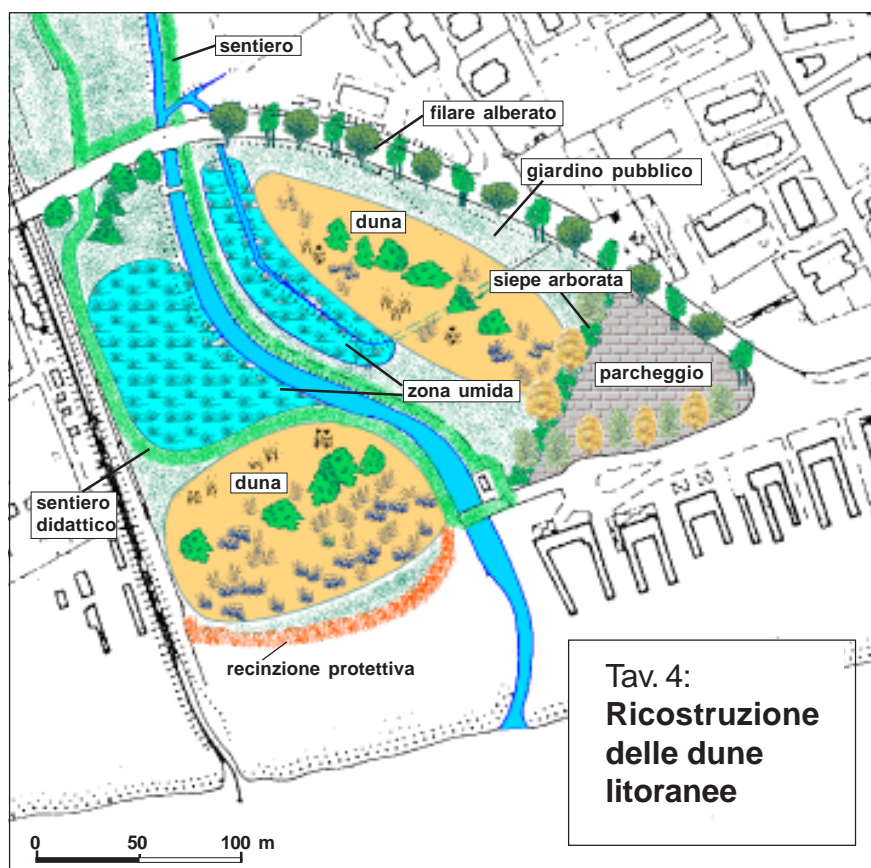 sentiero
filare alberato
giardino pubblico
duna
siepe arborata
parcheggio
zona umida
duna
sentiero
didattico
recinzione protettiva
Tav. 4:
Ricostruzione
delle dune
litoranee
0 50 100 m